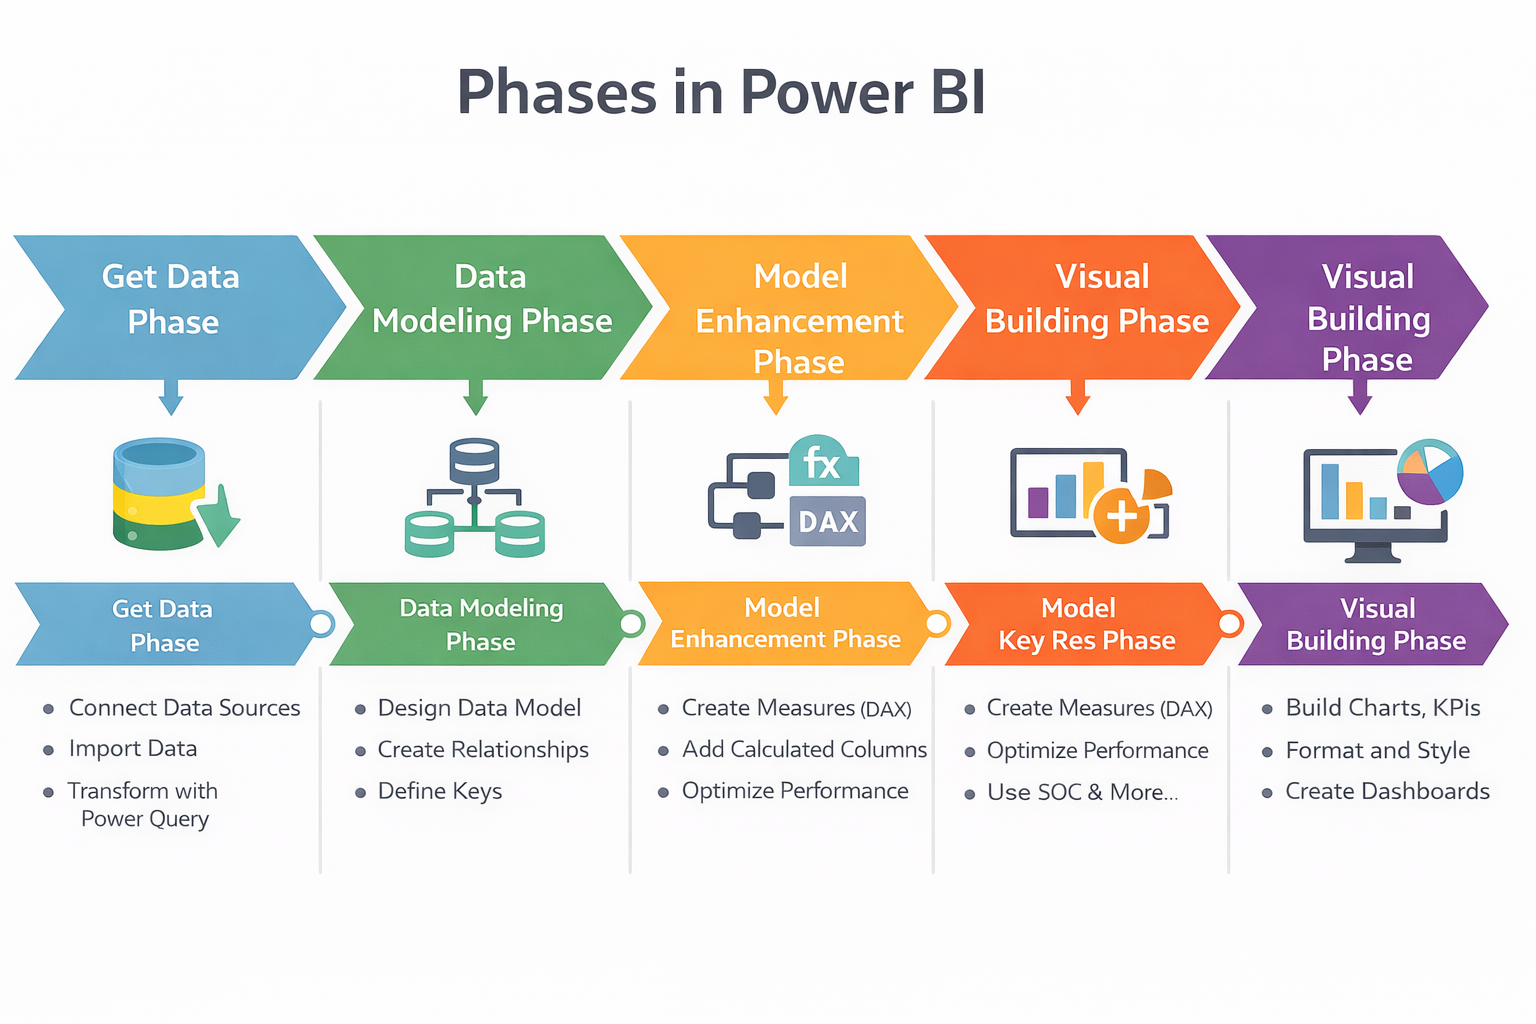 Phases in Power BI
Get Data
Phase
Data
Modeling Phase
Model
Enhancement
Phase
Visual
Building Phase
Visual
Building
Phase
fx
DAX
Get Data
Phase
Data Modeling
Phase
Model
Enhancement Phase
Model
Key Res Phase
Visual
Building Phase
Connect Data Sources
Import Data
Transform with
Power Query
Design Data Model
Create Relationships
Define Keys
Create Measures (DAX)
Add Calculated Columns
Optimize Performance
Create Measures (DAX)
Optimize Performance
Use SOC & More...
Build Charts, KPis
Format and Style
Create Dashboards